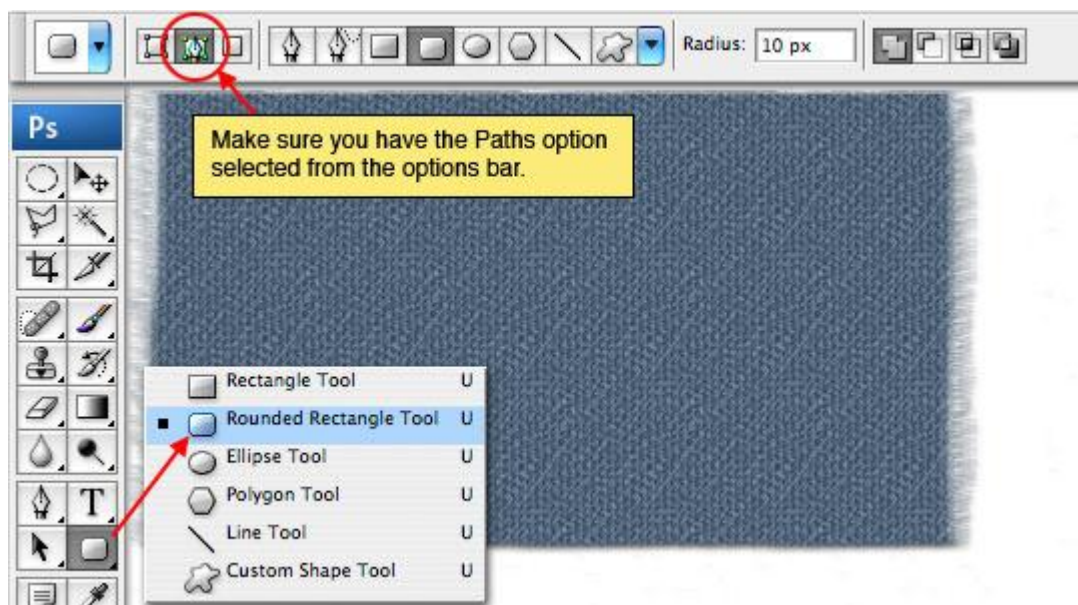 Radius: 10 px
Make sure you have the Paths option
selected from the options bar.
Ps
T
Rectangle Tool U
Rounded Rectangle Tool U
Ellipse Tool U
Polygon Tool U
Line Tool U
Custom Shape Tool U